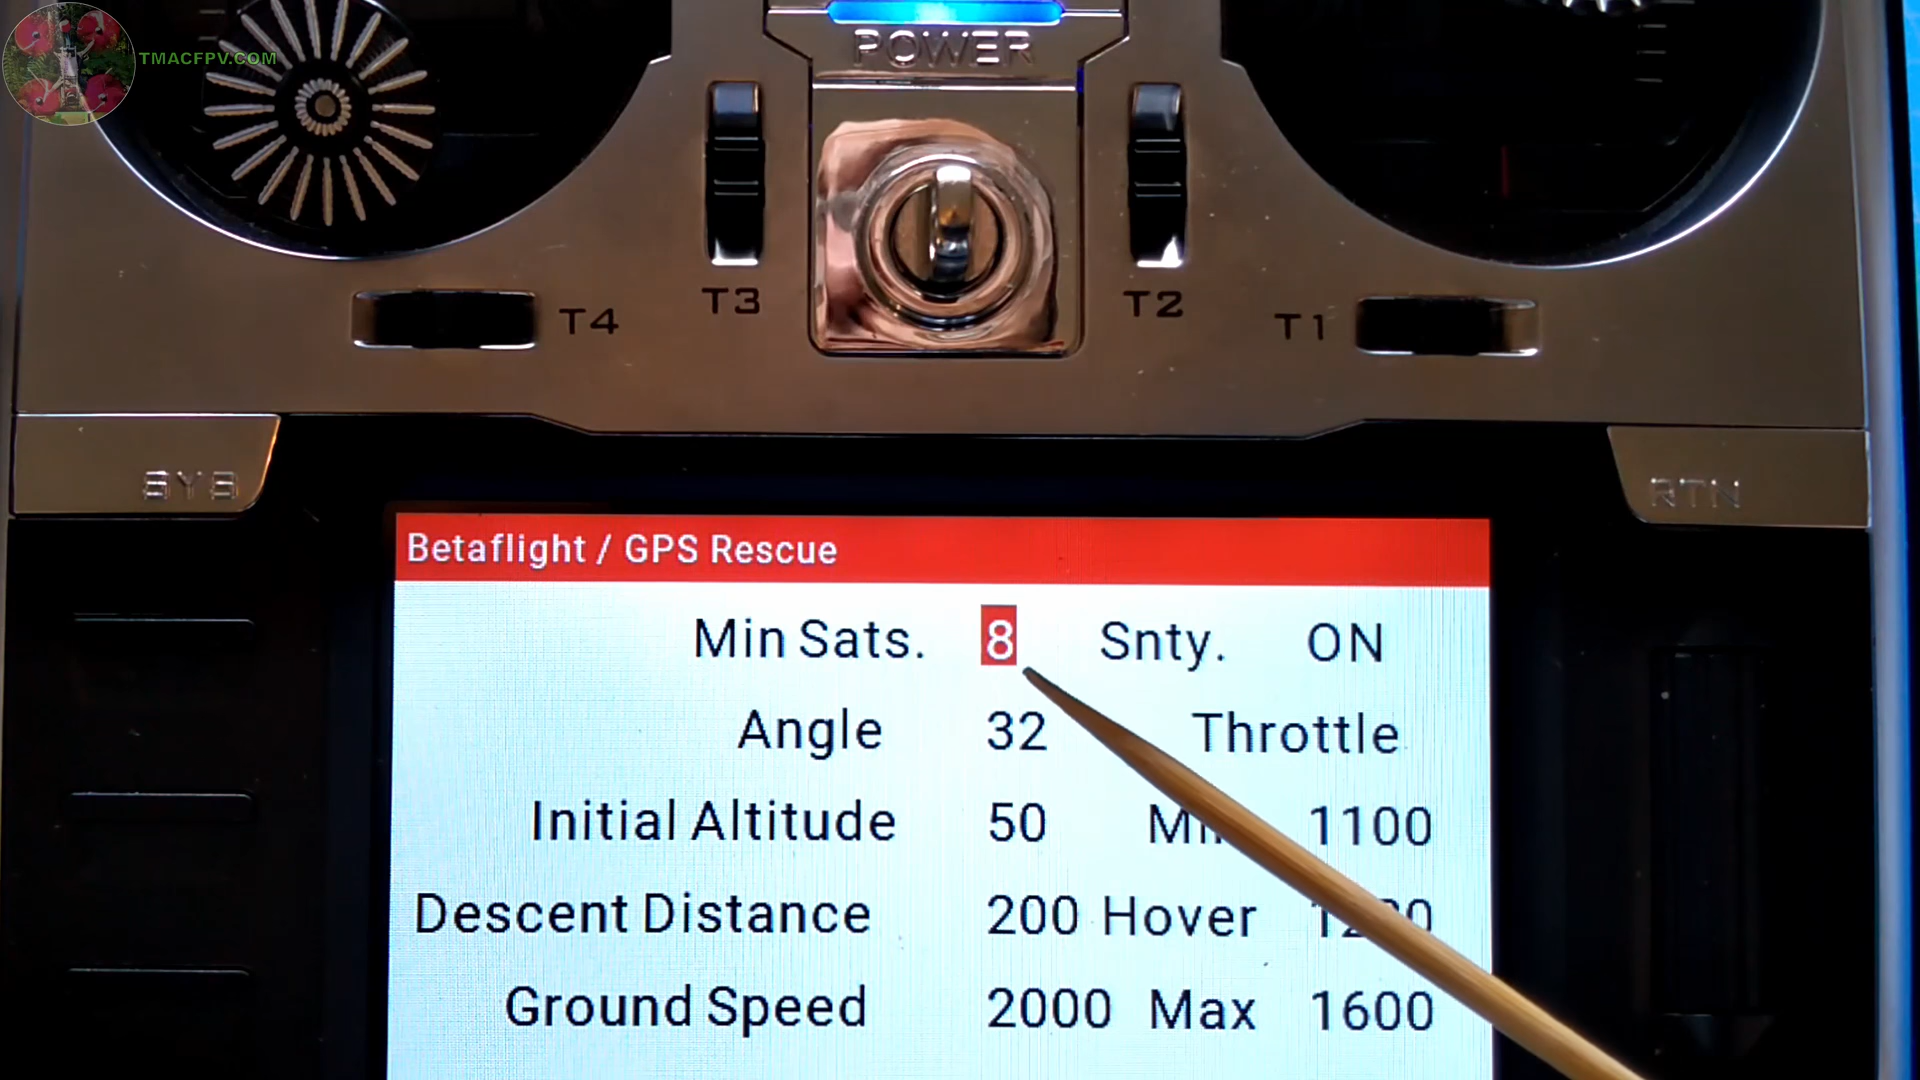 TMACFPV.COM
POWER
T4
T3
T2
T1
SYS
RTN
Betaflight / GPS Rescue
Min Sats. 8 Snty. ON
Angle 32 Throttle
Initial Altitude 50 1100
Descent Distance 200 Hover
Ground Speed 2000 Max 1600